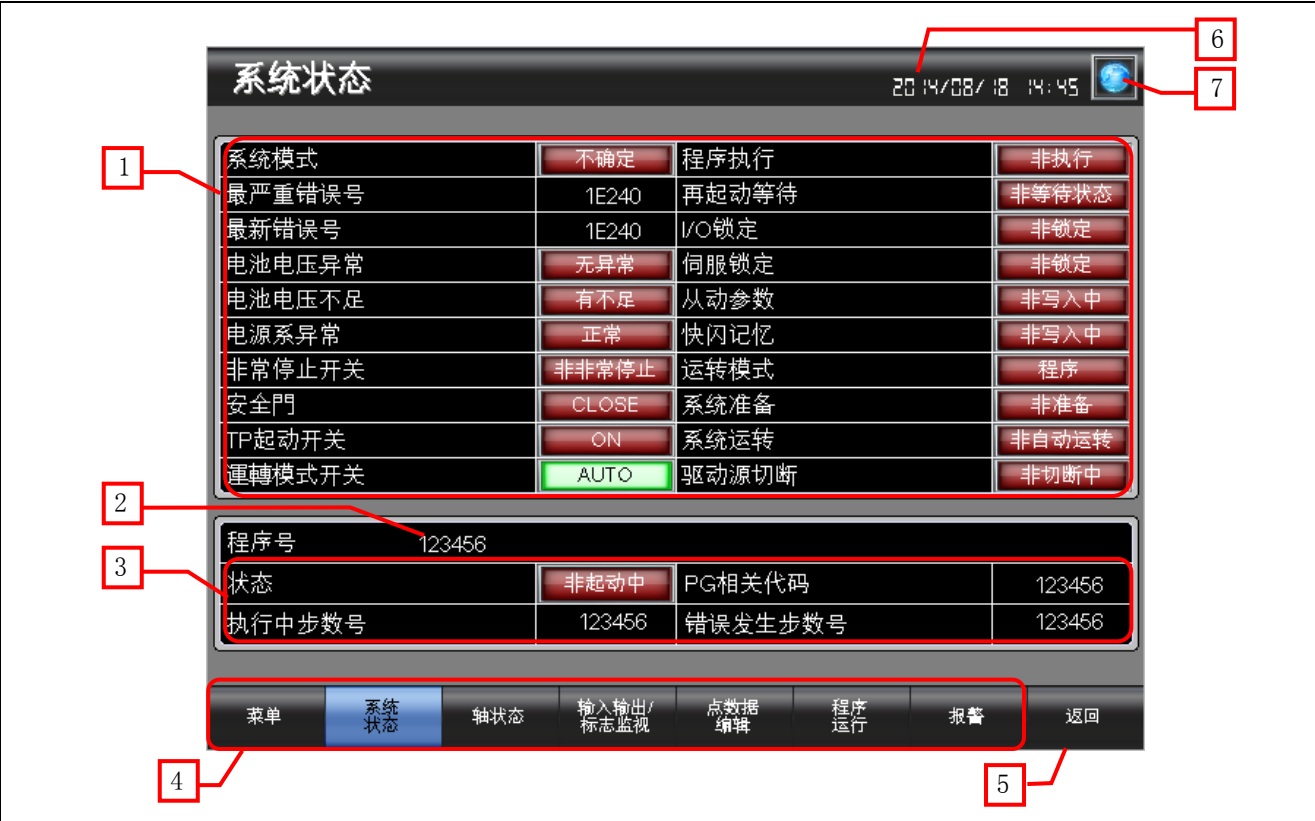 6
系统状态
2014/08/18 14:45
7
1
系统模式 不确定 程序执行 非执行
最严重错误号 1E240 再起动等待 非等待状态
最新错误号 1E240 I/O锁定 非锁定
电池电压异常 无异常 伺服锁定 非锁定
电池电压不足 有不足 从动参数 非写入中
电源系异常 正常 快闪记忆 非写入中
非常停止开关 非非常停止 运转模式 程序
安全門 CLOSE 系统准备 非准备
TP起动开关 ON 系统运转 非自动运转
運轉模式开关 AUTO 驱动源切断 非切断中
2
程序号 123456
3
状态 非起动中 PG相关代码 123456
执行中步数号 123456 错误发生步数号 123456
菜单
系统
状态
轴状态
输入输出/
标志监视
点数据
编辑
程序
运行
报警
返回
4
5